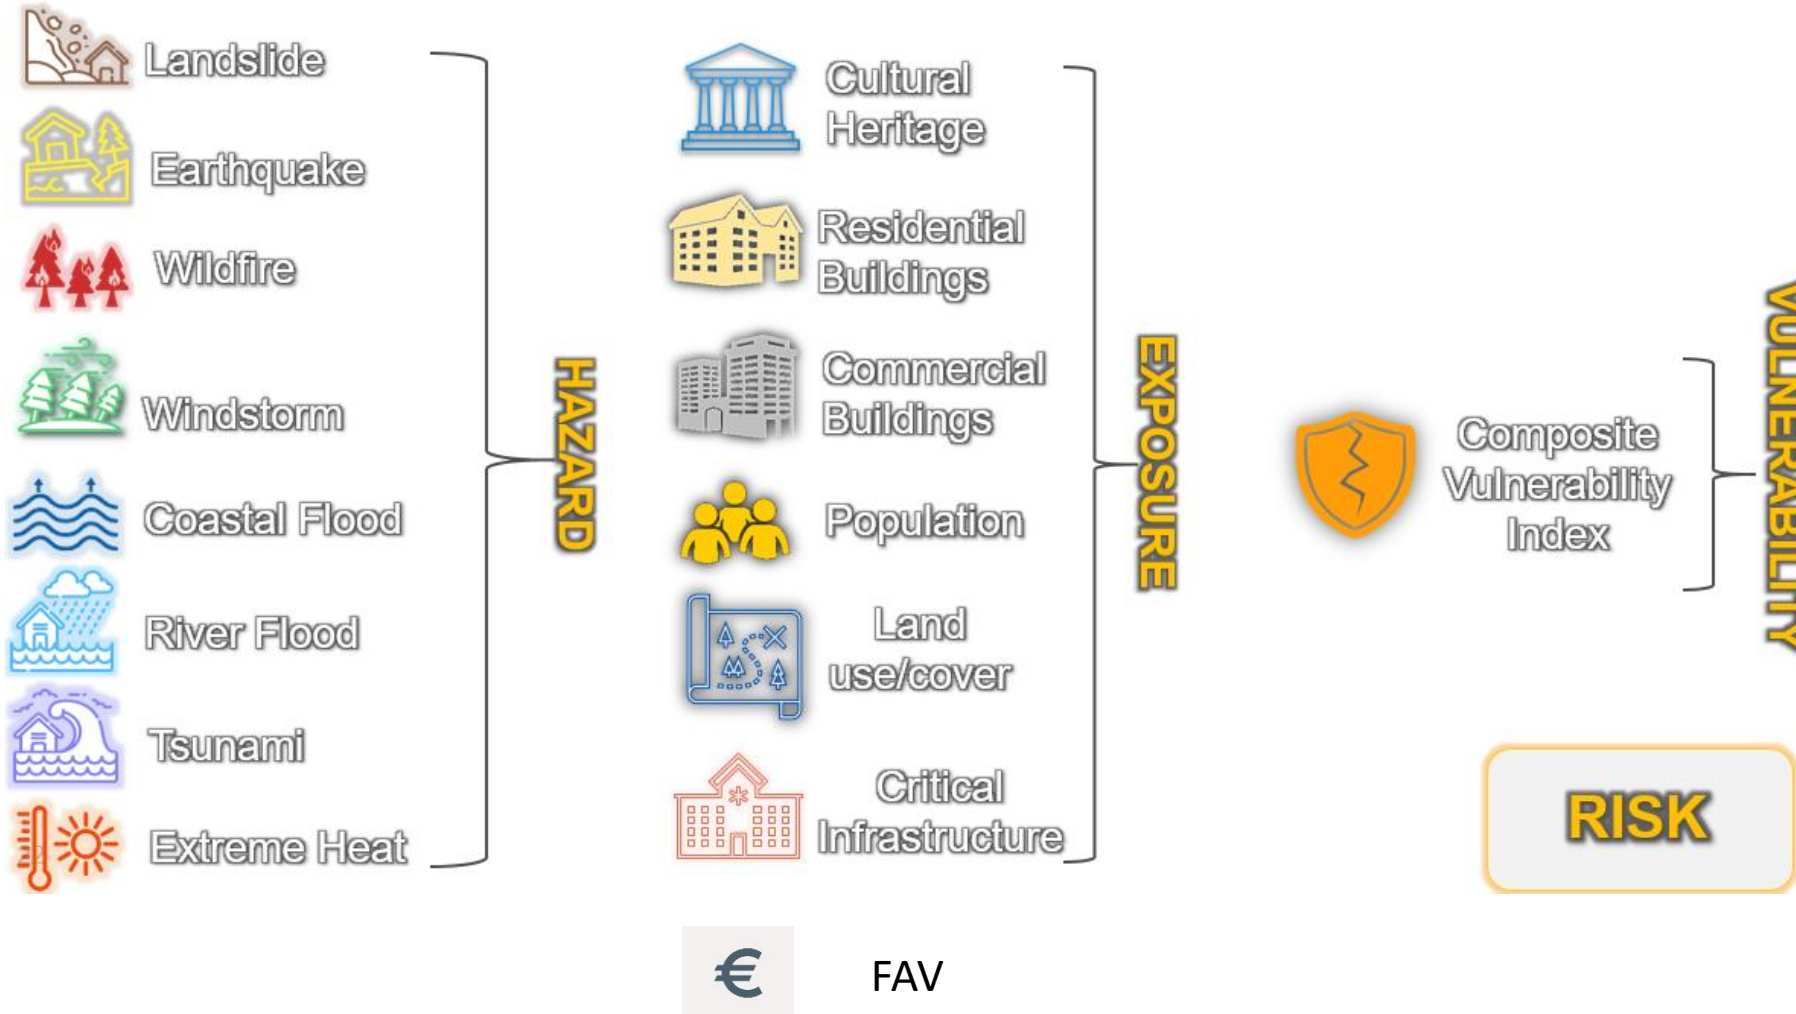 Landslide
Earthquake
Wildfire
Windstorm
Coastal Flood
River Flood
Tsunami
Extreme Heat
HAZARD
Cultural
Heritage
Residential
Buildings
Commercial
Buildings
Population
Land
use/cover
Critical
Infrastructure
EXPOSURE
Composite
Vulnerability
Index
VULNERABILITY
RISK
€ FAV